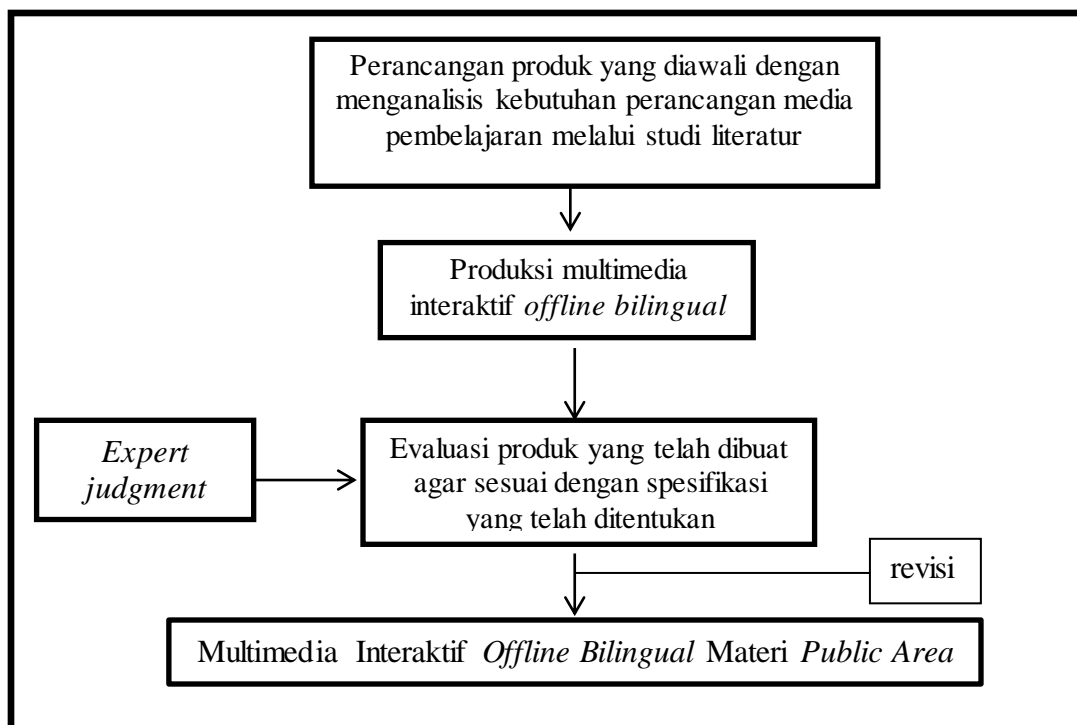 Perancangan produk yang diawali dengan
menganalisis kebutuhan perancangan media
pembelajaran melalui studi literatur
Produksi multimedia
interaktif offline bilingual
Expert
judgment
Evaluasi produk yang telah dibuat
agar sesuai dengan spesifikasi
yang telah ditentukan
revisi
Multimedia Interaktif Offline Bilingual Materi Public Area